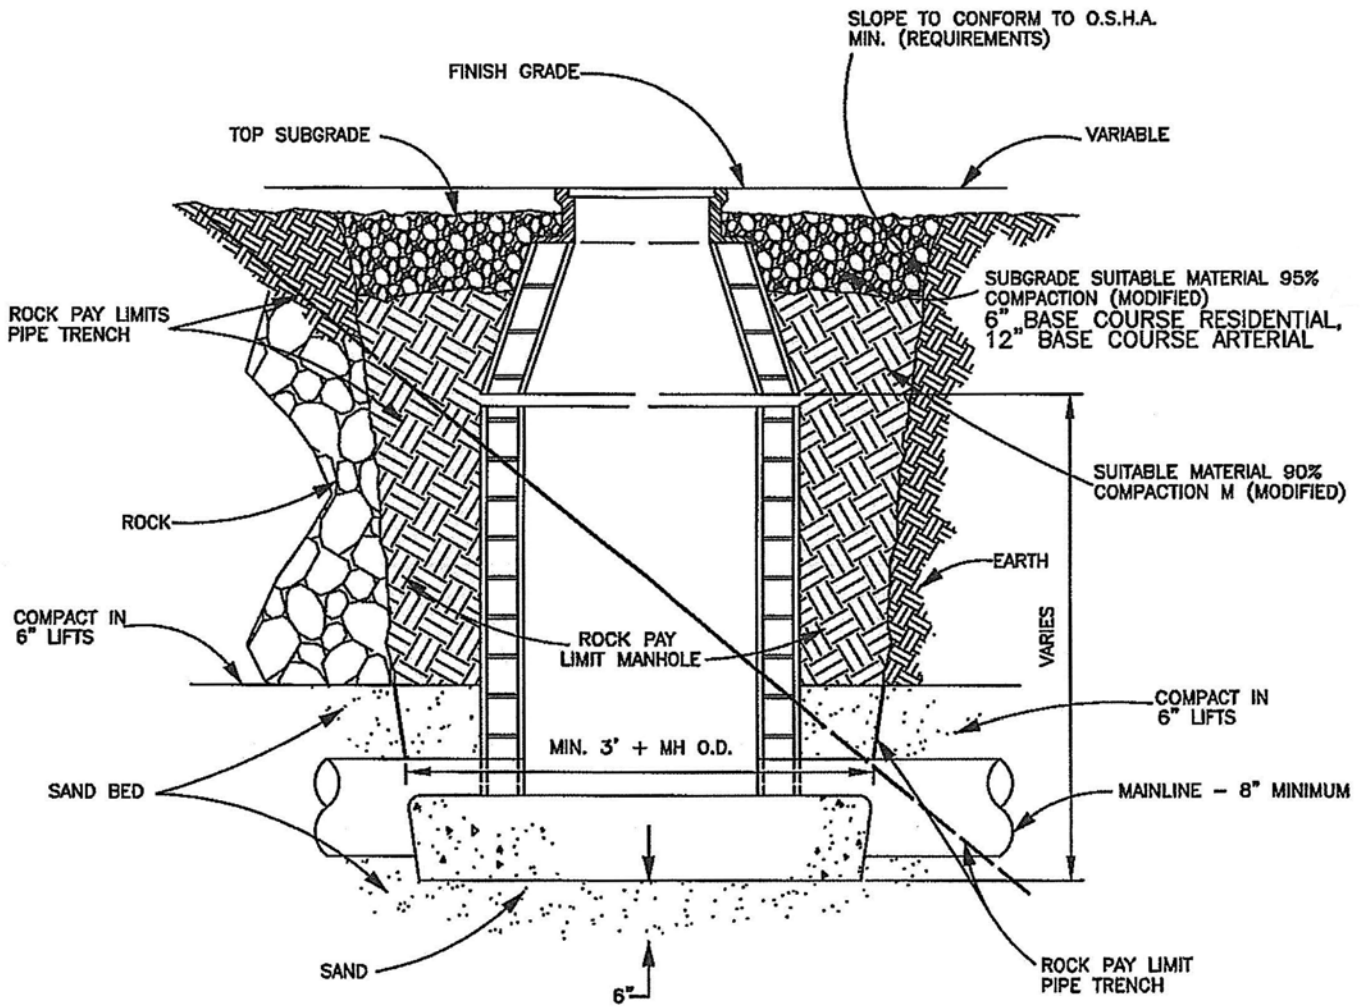 SLOPE TO CONFORM TO O.S.H.A.
MIN. (REQUIREMENTS)
FINISH GRADE
TOP SUBGRADE
VARIABLE
SUBGRADE SUITABLE MATERIAL 95%
COMPACTION (MODIFIED)
6" BASE COURSE RESIDENTIAL,
12" BASE COURSE ARTERIAL
ROCK PAY LIMITS
PIPE TRENCH
SUITABLE MATERIAL 90%
COMPACTION M (MODIFIED)
ROCK
EARTH
COMPACT IN
6" LIFTS
ROCK PAY
LIMIT MANHOLE
VARIES
COMPACT IN
6" LIFTS
MIN. 3' + MH O.D.
SAND BED
MAINLINE - 8" MINIMUM
SAND
ROCK PAY LIMIT
PIPE TRENCH
6"